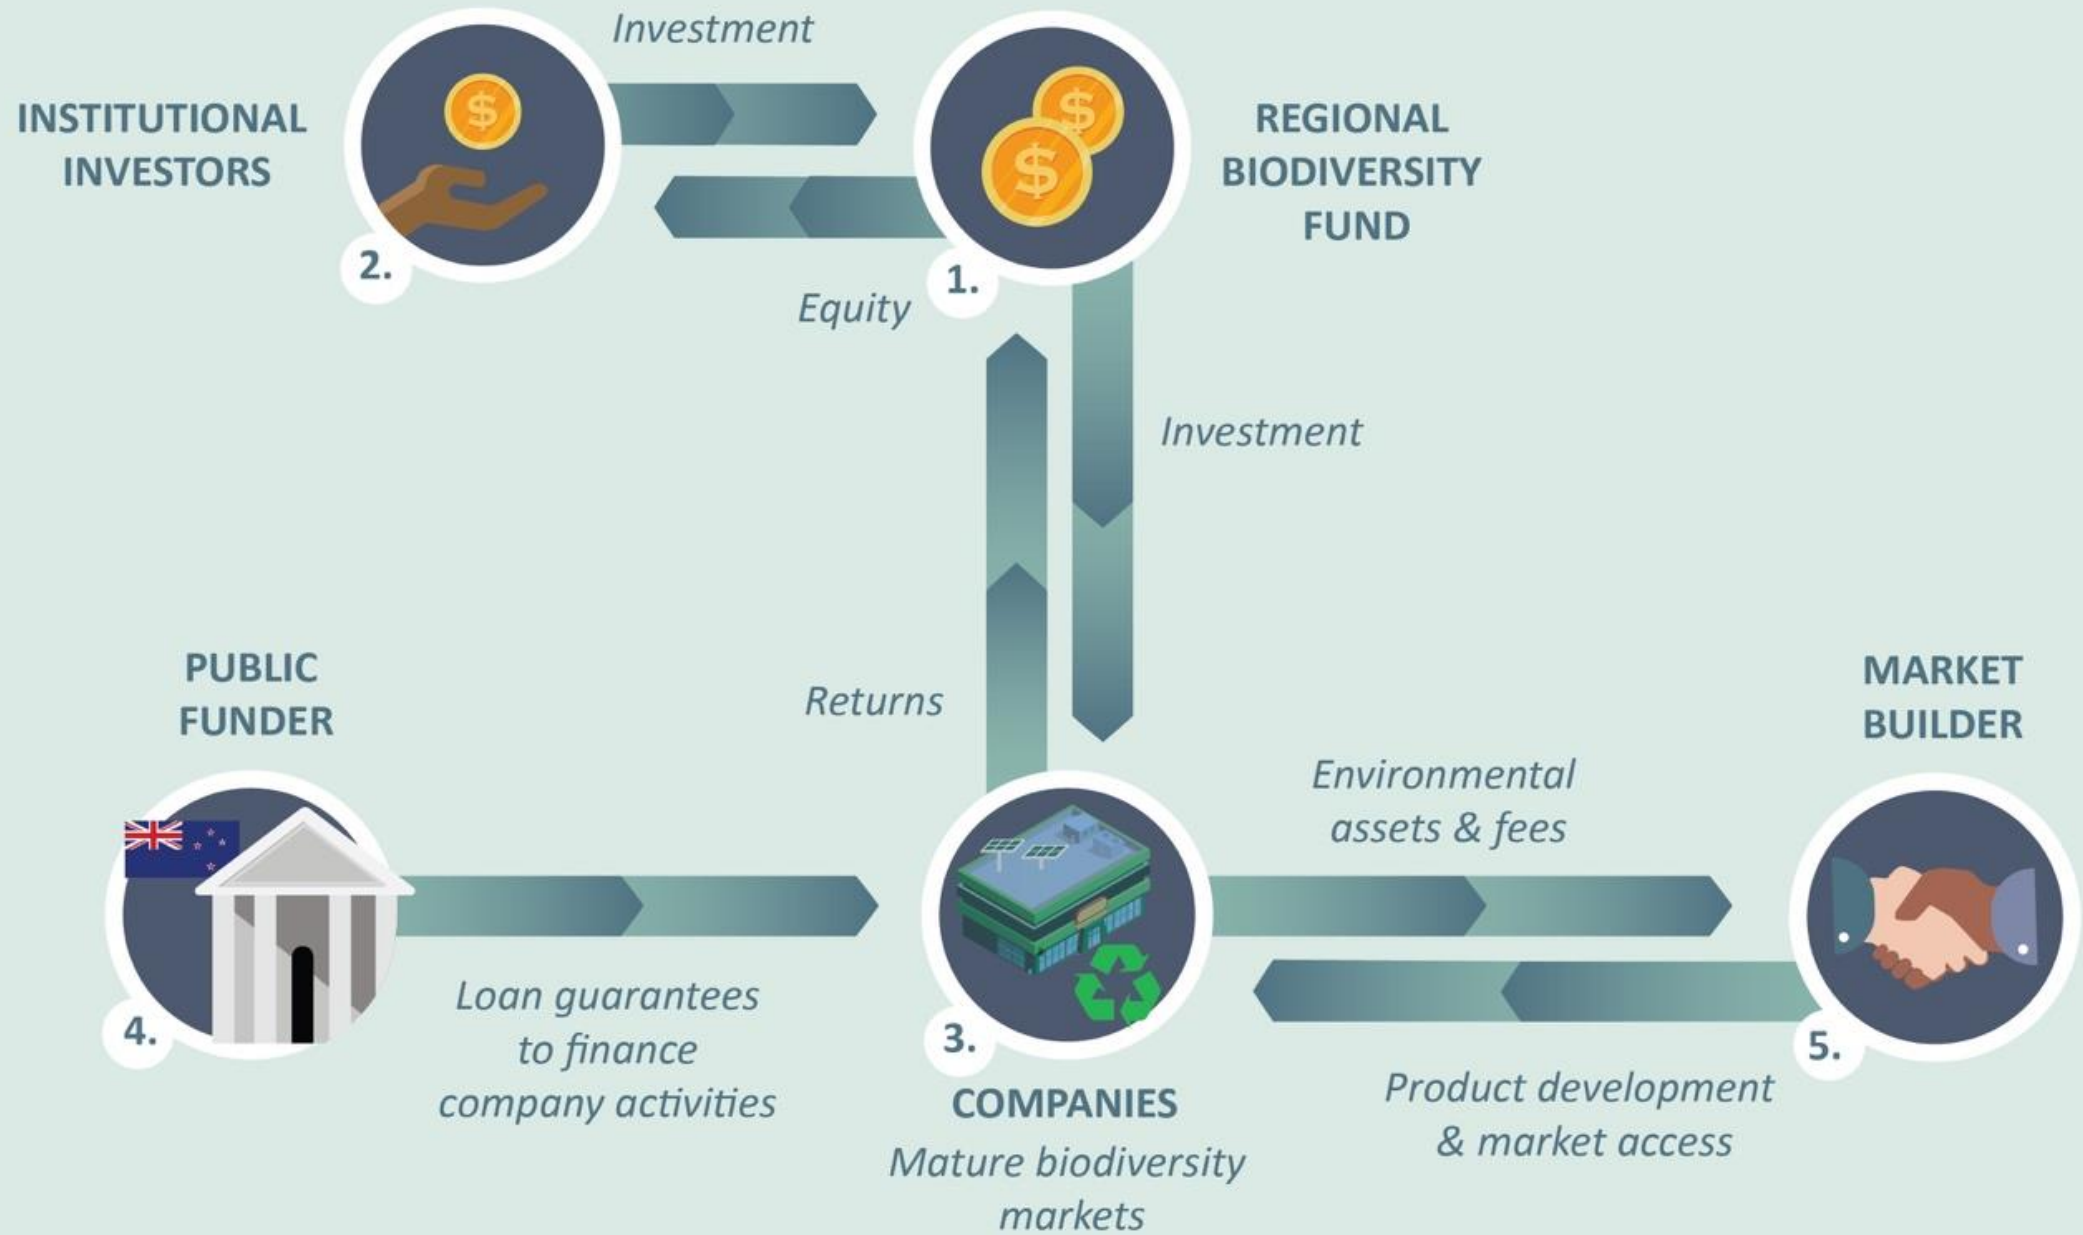 Investment
INSTITUTIONAL
INVESTORS
$
$
$
REGIONAL
BIODIVERSITY
FUND
2.
1.
Equity
Investment
PUBLIC
FUNDER
Returns
MARKET
BUILDER
Environmental
assets & fees
4.
Loan guarantees
to finance
company activities
3.
COMPANIES
Mature biodiversity
markets
5.
Product development
& market access